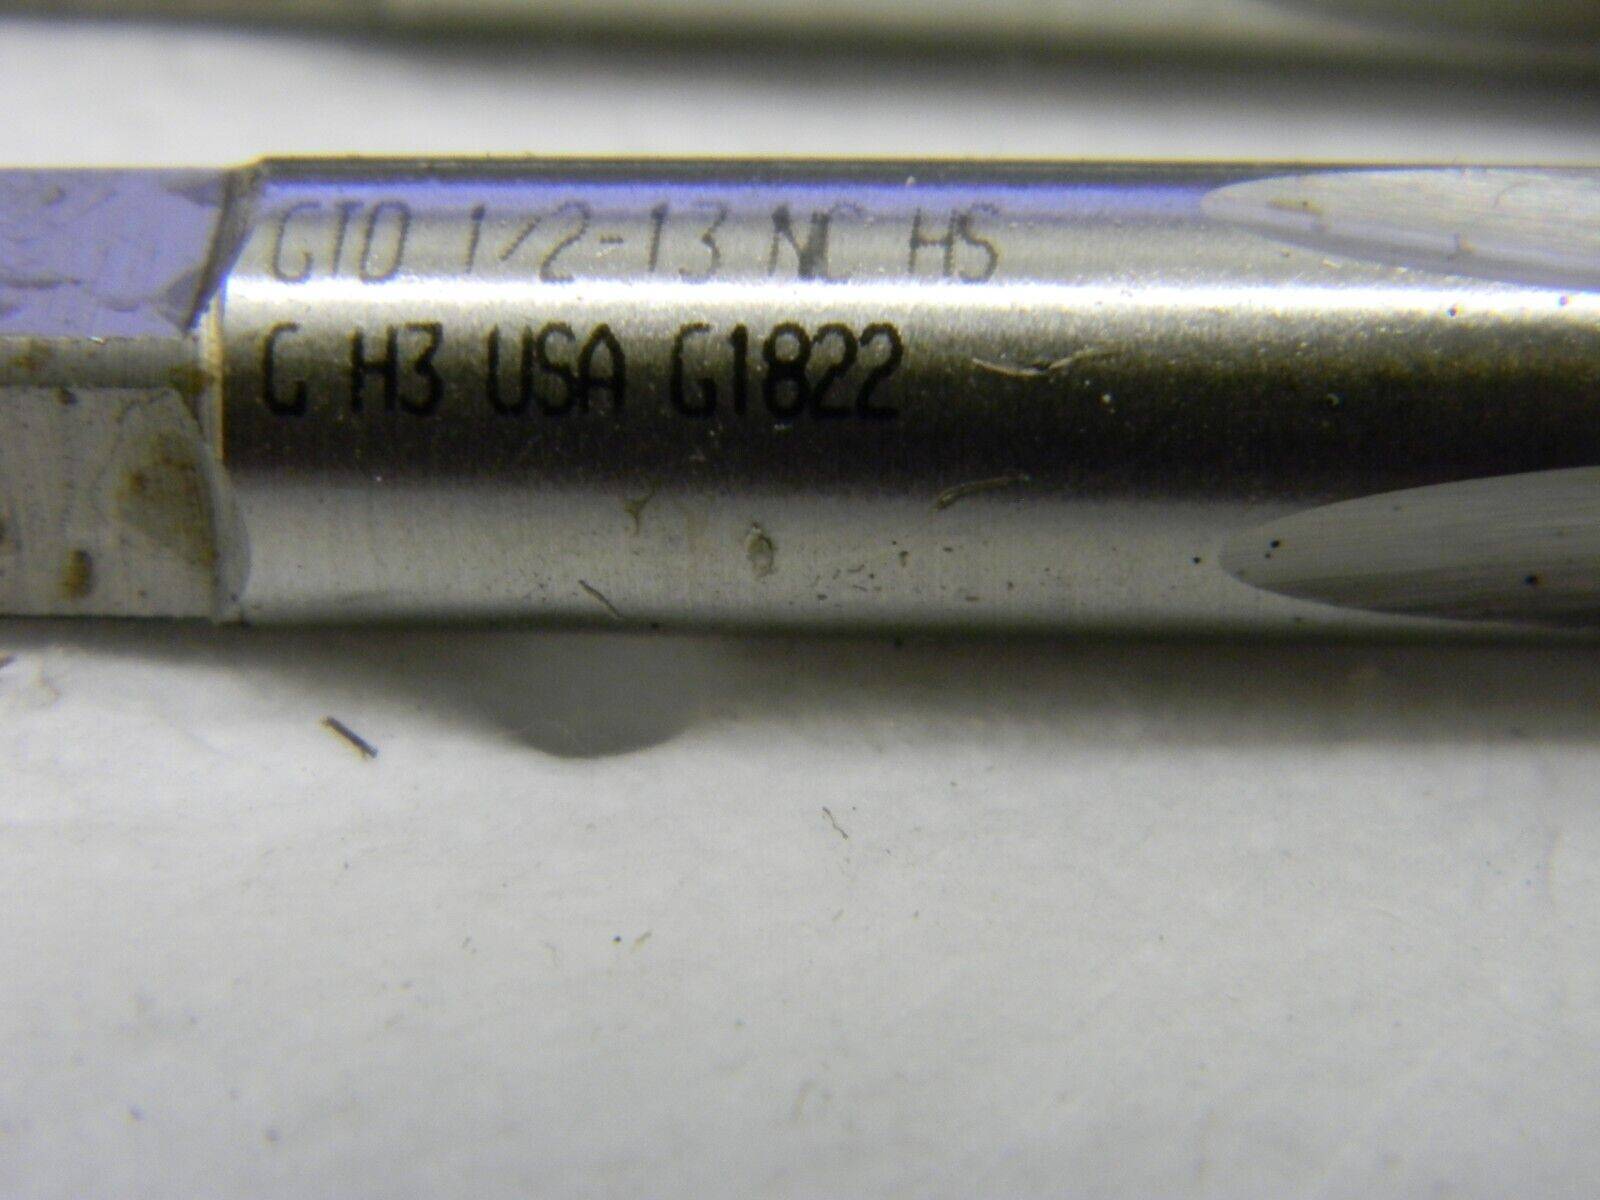 GTD 1/2-13 NC HS
G H3 USA G1822